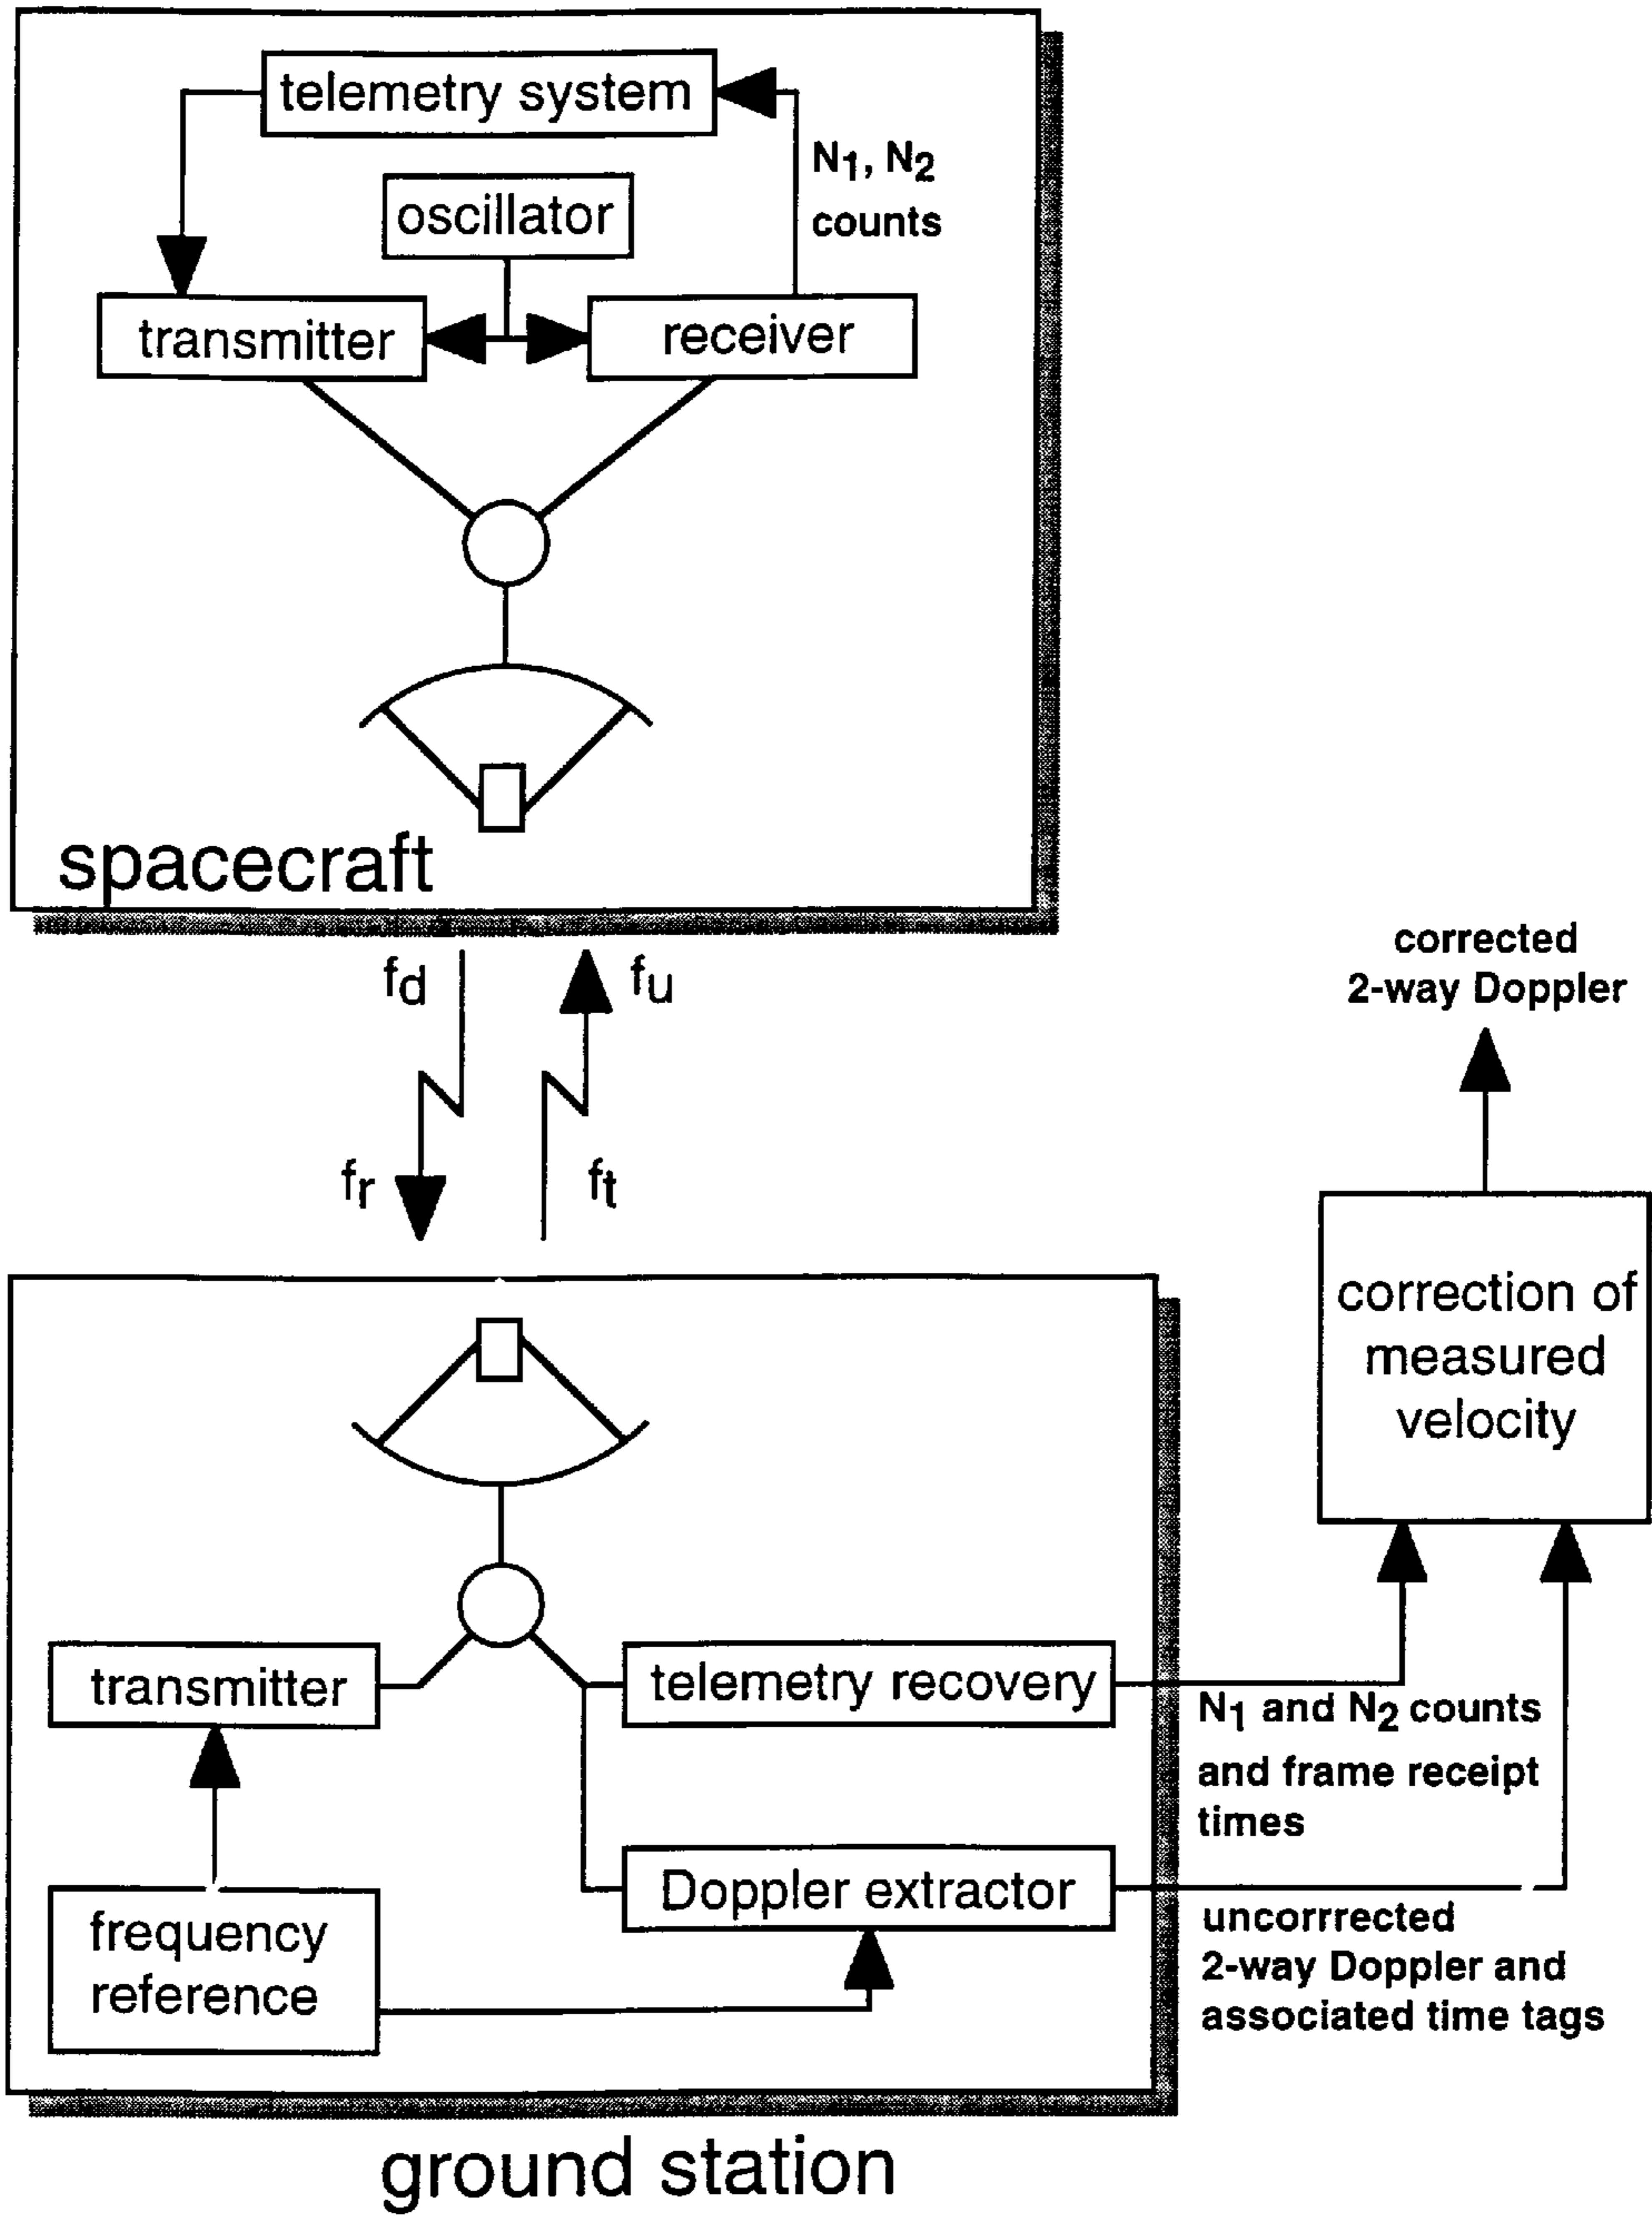 telemetry system
N1, N2
counts
oscillator
transmitter
receiver
spacecraft
fd
fu
fr
ft
corrected
2-way Doppler
correction of
measured
velocity
transmitter
telemetry recovery
N1 and N2 counts
and frame receipt
times
Doppler extractor
frequency
reference
uncorrrected
2-way Doppler and
associated time tags
ground station